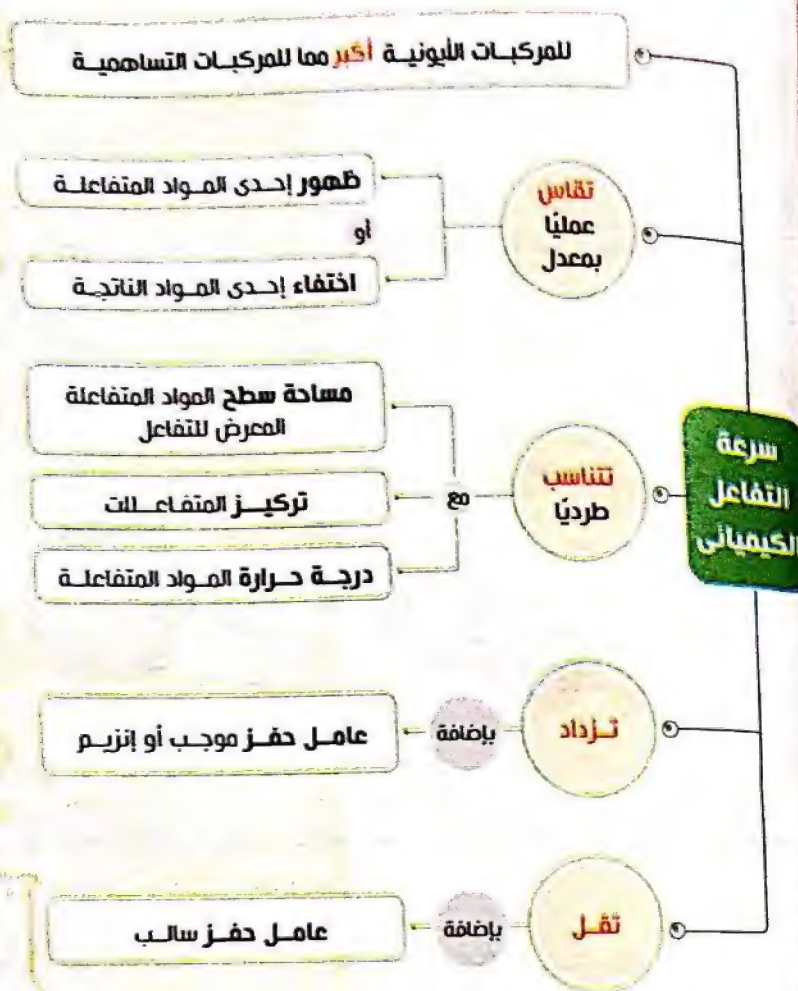 للمركبات الأيونية أكبر مما للمركبات التساهمية
تقاس
عمليًا
بمعدل
ظهور إحدى المواد المتفاعلة
أو
اختفاء إحدى المواد الناتجة
سرعة
التفاعل
الكيميائى
تتناسب
طرديًا
مع
مساحة سطح المواد المتفاعلة
المعرض للتفاعل
تركيز المتفاعلات
درجة حرارة المواد المتفاعلة
تزداد
بإضافة
عامل حفز موجب أو إنزيم
تقل
بإضافة
عامل حفز سالب